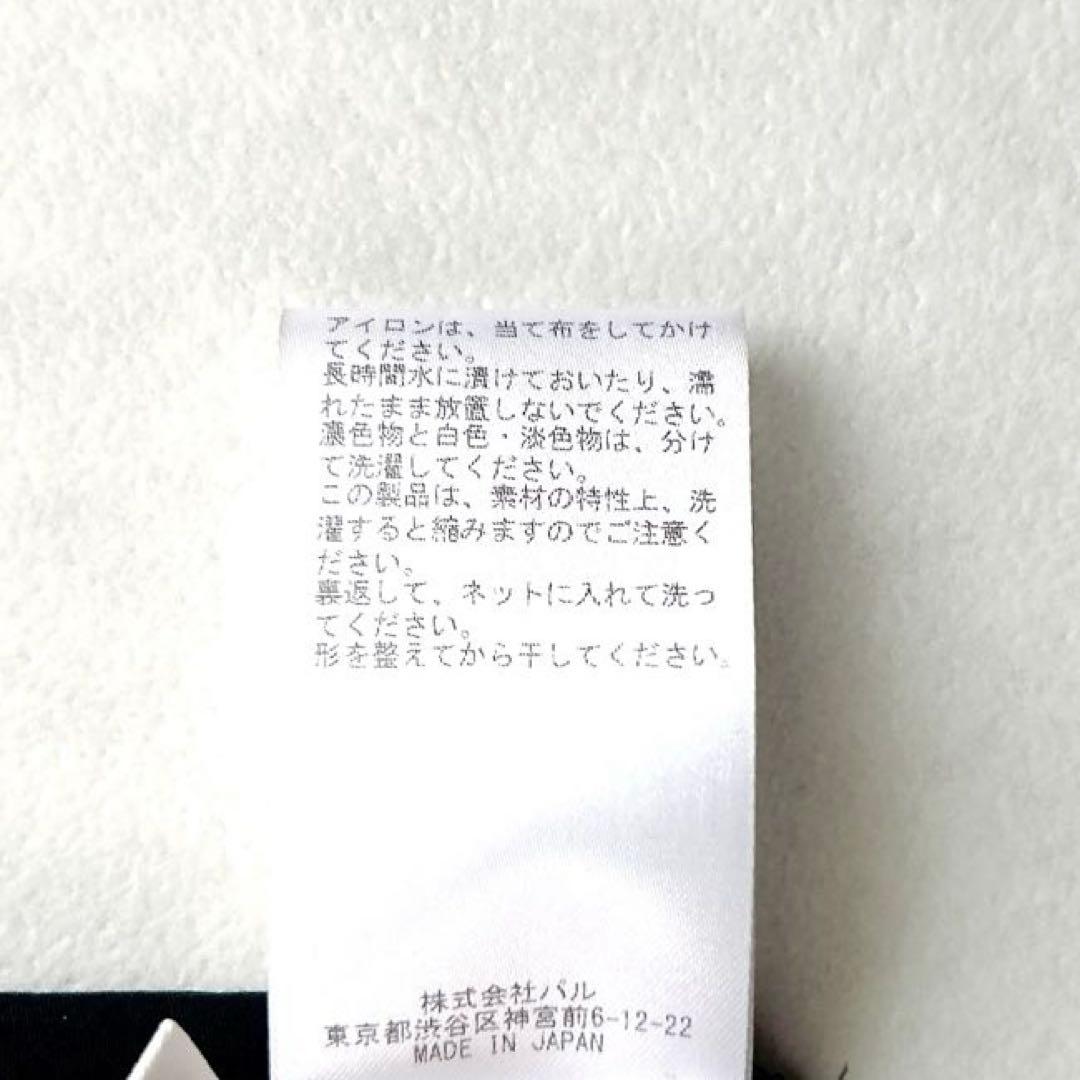 アイロンは、当て布をしてかけ
てください。
長時間水に漬けておいたり、濡
れたまま放置しないでください。
濃色物と白色・淡色物は、分け
て洗濯してください。
この製品は、素材の特性上、洗
濯すると縮みますのでご注意く
ださい。
裏返して、ネットに入れて洗っ
てください。
形を整えてから干してください。
株式会社パル
東京都渋谷区神宮前6-12-22
MADE IN JAPAN